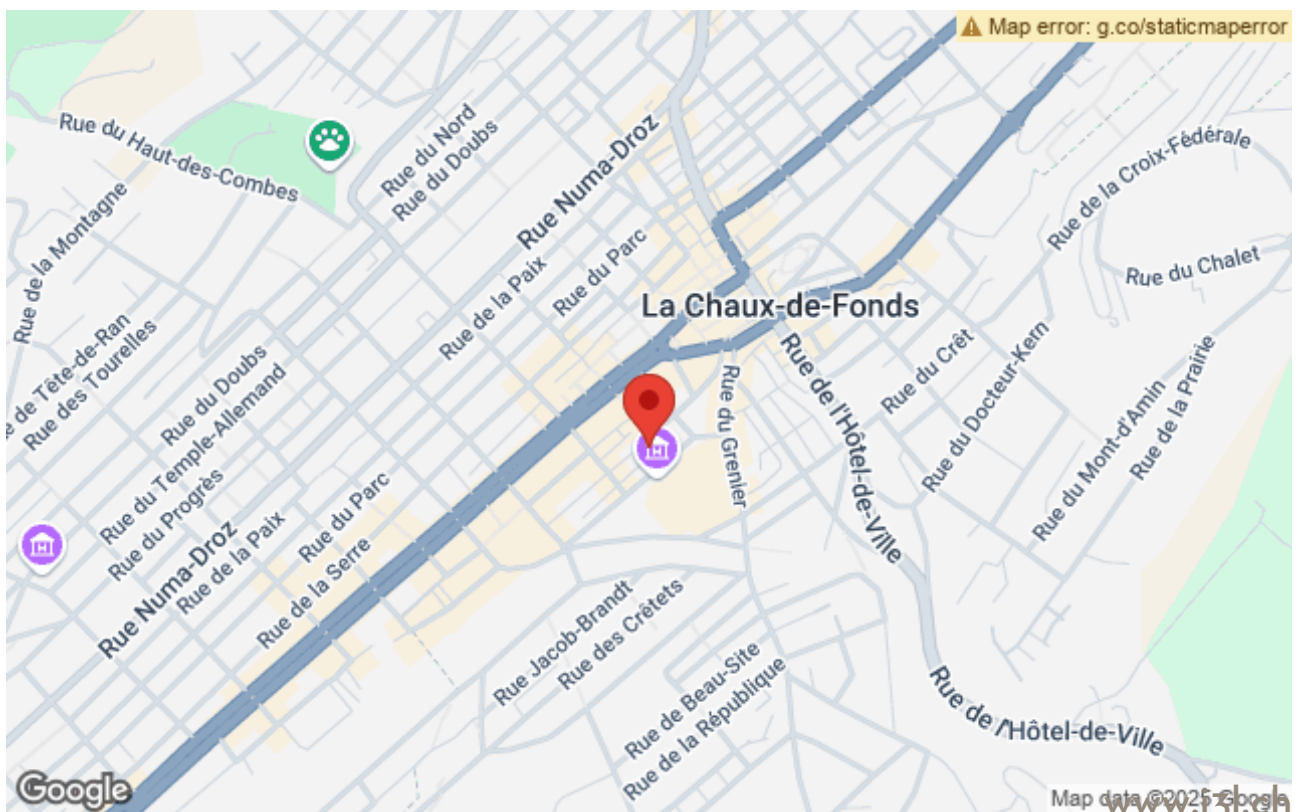 Map error: g.co/staticmaperror
Rue du Haut-des-Combes
Rue du Nord
Rue du Doubs
Rue Numa-Droz
Rue de la Croix-Fédérale
Rue de la Montagne
Rue du Parc
Rue de la Paix
Rue du Chalet
La Chaux-de-Fonds
e de Tête-de-Ran
Rue des Tourelles
Rue du Doubs
Rue du Temple-Allemand
Rue du Progrès
Rue de l'Hôtel-de-Ville
Rue du Crêt
Rue du Docteur-Kern
Rue du Mont-d'Amin
Rue de la Prairie
Rue du Grenier
Rue Numa-Droz
Rue de la Paix
Rue du Parc
Rue de la Serre
Rue Jacob-Brandt
Rue des Crêtets
Rue de Beau-Site
Rue de la République
Rue de l'Hôtel-de-Ville
Google
Map data ©2025 Google